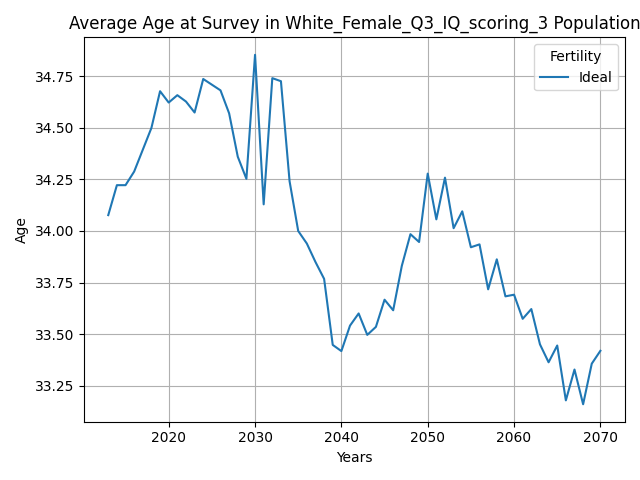 Average Age at Survey in White_Female_Q3_IQ_scoring_3 Population
Fertility
Ideal
34.75
34.50
34.25
34.00
33.75
33.50
33.25
Age
2020 2030 2040 2050 2060 2070
Years